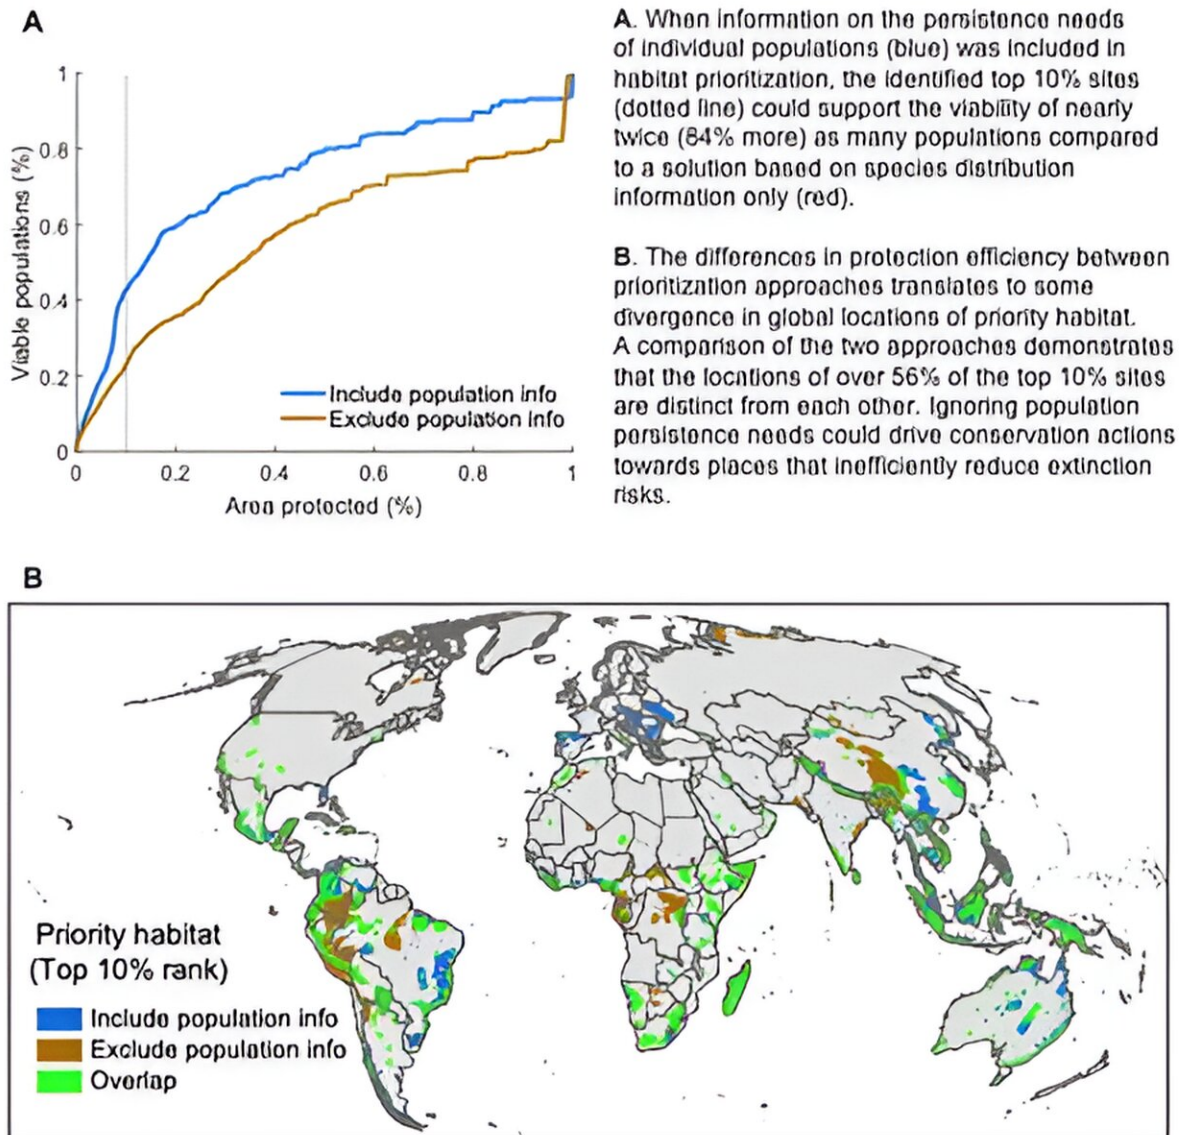 A
A. When information on the persistence needs
of individual populations (blue) was included in
habitat prioritization, the identified top 10% sites
(dotted line) could support the viability of nearly
twice (84% more) as many populations compared
to a solution based on species distribution
information only (red).
B. The differences in protection efficiency between
prioritization approaches translates to some
divergence in global locations of priority habitat.
A comparison of the two approaches demonstrates
that the locations of over 56% of the top 10% sites
are distinct from each other. Ignoring population
persistence needs could drive conservation actions
towards places that inefficiently reduce extinction
risks.
Viable populations (%)
1
0.8
0.6
0.4
0.2
0
Include population info
Exclude population info
0 0.2 0.4 0.6 0.8 1
Area protected (%)
B
Priority habitat
(Top 10% rank)
Include population info
Exclude population info
Overlap